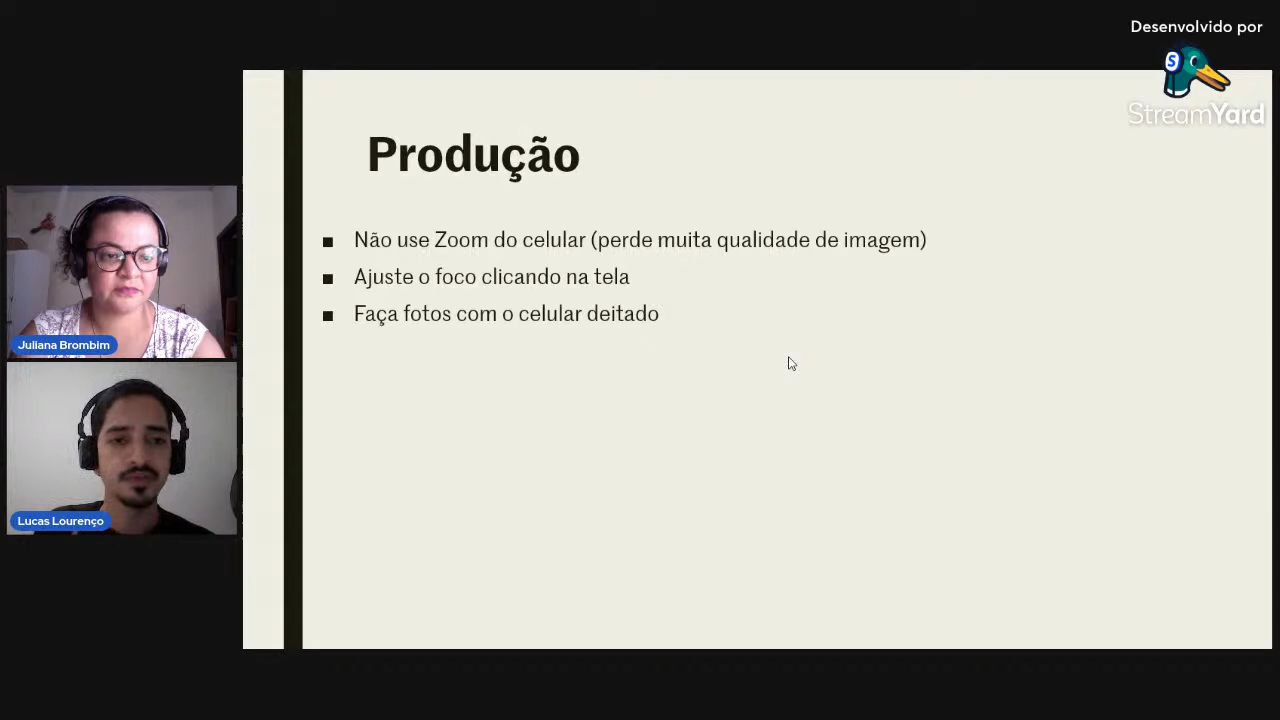 Desenvolvido por
StreamYard
Produção
Não use Zoom do celular (perde muita qualidade de imagem)
Ajuste o foco clicando na tela
Faça fotos com o celular deitado
Juliana Brombim
Lucas Lourenço